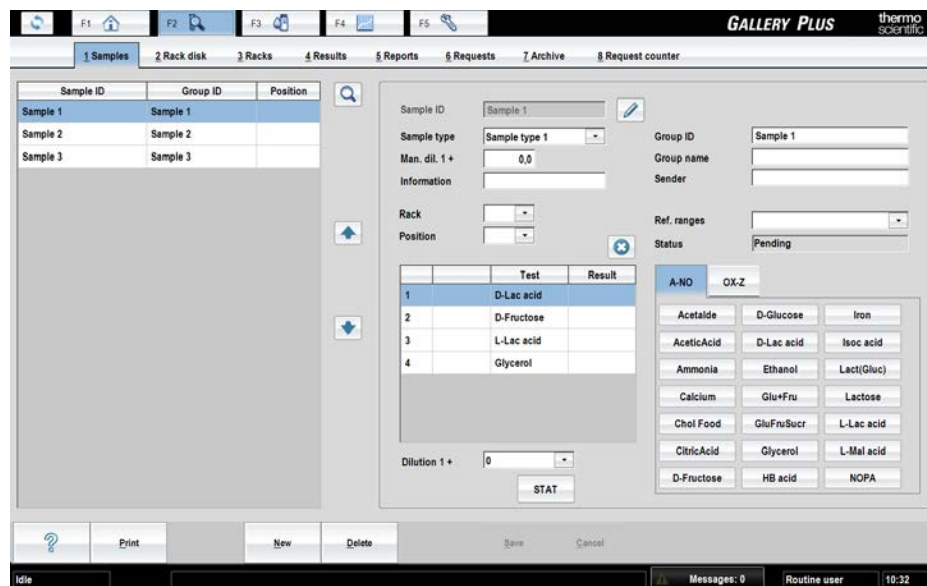 F1 F2 F3 F4 F5 GALLERY PLUS thermo
scientific
1 Samples 2 Rack disk 3 Racks 4 Results 5 Reports 6 Requests 7 Archive 8 Request counter
Sample ID Group ID Position
Sample 1 Sample 1
Sample 2 Sample 2
Sample 3 Sample 3
Sample ID Sample 1
Sample type Sample type 1
Man. dil. 1 + 0,0
Information
Rack
Position
Group ID Sample 1
Group name
Sender
Ref. ranges
Status Pending
Test Result
1 D-Lac acid
2 D-Fructose
3 L-Lac acid
4 Glycerol
Dilution 1 + 0
STAT
A-NO OX-Z
Acetalde D-Glucose Iron
AceticAcid D-Lac acid Isoc acid
Ammonia Ethanol Lact(Gluc)
Calcium Glu+Fru Lactose
Chol Food GluFruSucr L-Lac acid
CitricAcid Glycerol L-Mal acid
D-Fructose HB acid NOPA
? Print New Delete Save Cancel
Idle Messages: 0 Routine user 10:32